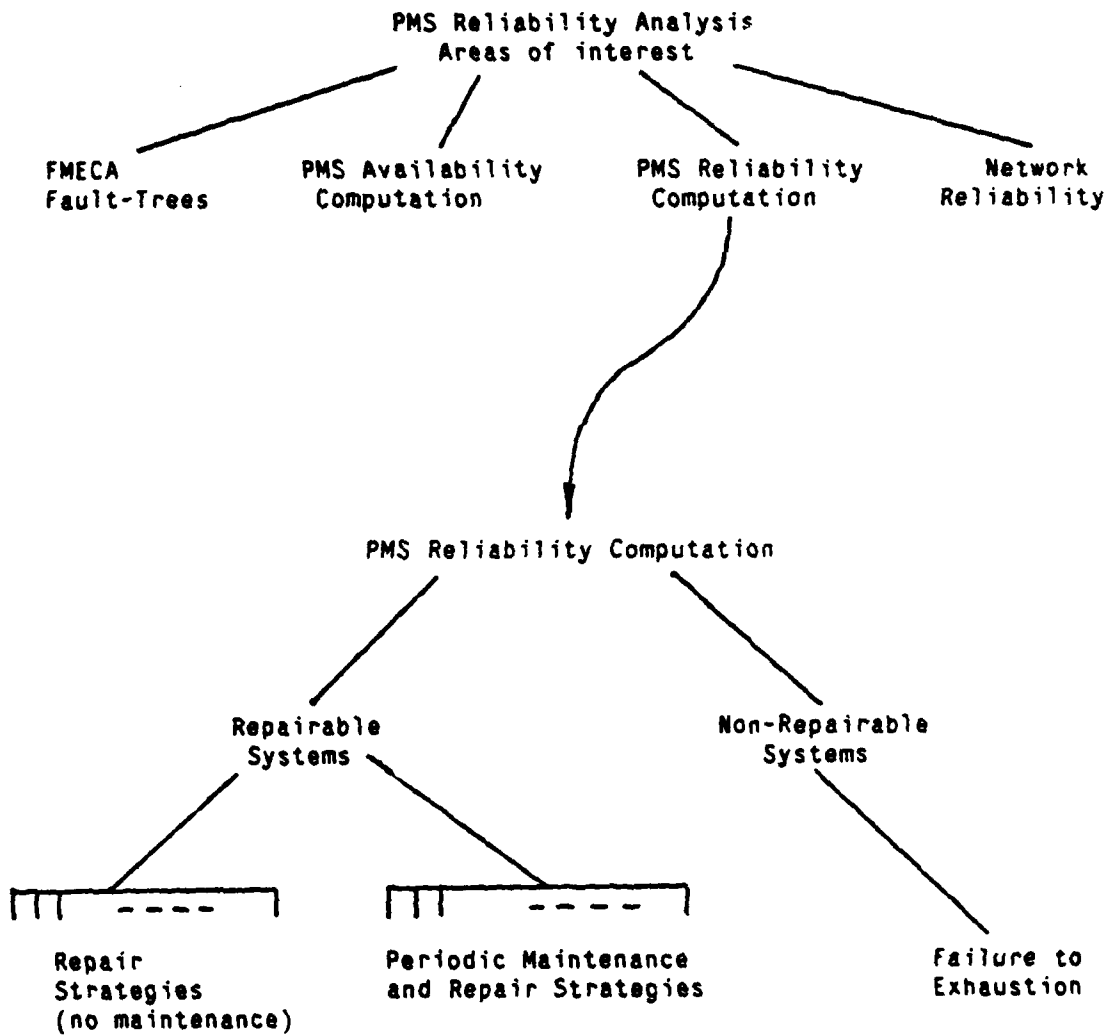 PMS Reliability Analysis
Areas of interest
FMECA
Fault-Trees
PMS Availability
Computation
PMS Reliability
Computation
Network
Reliability
PMS Reliability Computation
Repairable
Systems
Non-Repairable
Systems
Repair
Strategies
(no maintenance)
Periodic Maintenance
and Repair Strategies
Failure to
Exhaustion